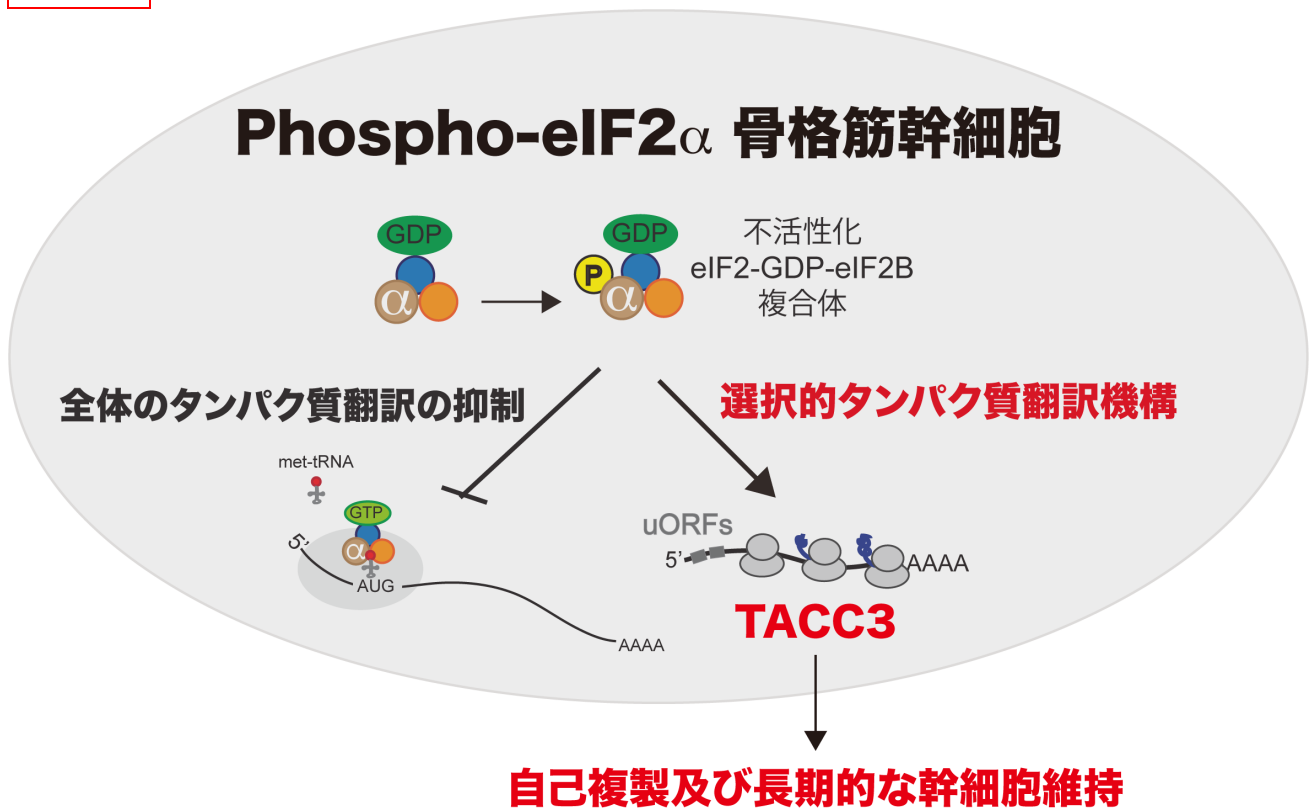 Phospho-eIF2α 骨格筋幹細胞
GDP
α
GDP
P
α
不活性化
eIF2-GDP-eIF2B
複合体
全体のタンパク質翻訳の抑制
選択的タンパク質翻訳機構
met-tRNA
GTP
α
5'
AUG
AAAA
uORFs
5'
AAAA
TACC3
自己複製及び長期的な幹細胞維持